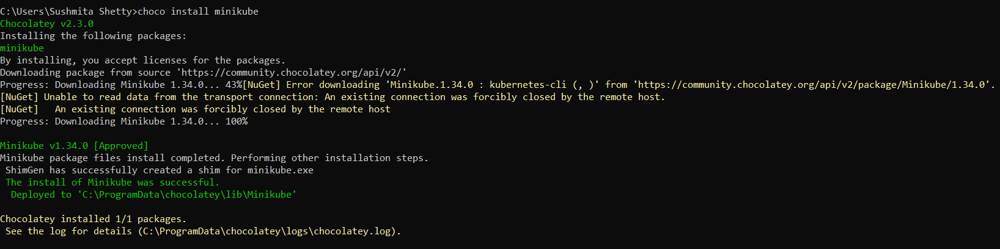 C:\Users\Sushmita Shetty>choco install minikube
Chocolatey v2.3.0
Installing the following packages:
minikube
By installing, you accept licenses for the packages.
Downloading package from source 'https://community.chocolatey.org/api/v2/'
Progress: Downloading Minikube 1.34.0... 43%[NuGet] Error downloading 'Minikube.1.34.0 : kubernetes-cli (, )' from 'https://community.chocolatey.org/api/v2/package/Minikube/1.34.0'.
[NuGet] Unable to read data from the transport connection: An existing connection was forcibly closed by the remote host.
[NuGet]   An existing connection was forcibly closed by the remote host
Progress: Downloading Minikube 1.34.0... 100%
Minikube v1.34.0 [Approved]
Minikube package files install completed. Performing other installation steps.
 ShimGen has successfully created a shim for minikube.exe
 The install of Minikube was successful.
  Deployed to 'C:\ProgramData\chocolatey\lib\Minikube'
Chocolatey installed 1/1 packages.
 See the log for details (C:\ProgramData\chocolatey\logs\chocolatey.log).